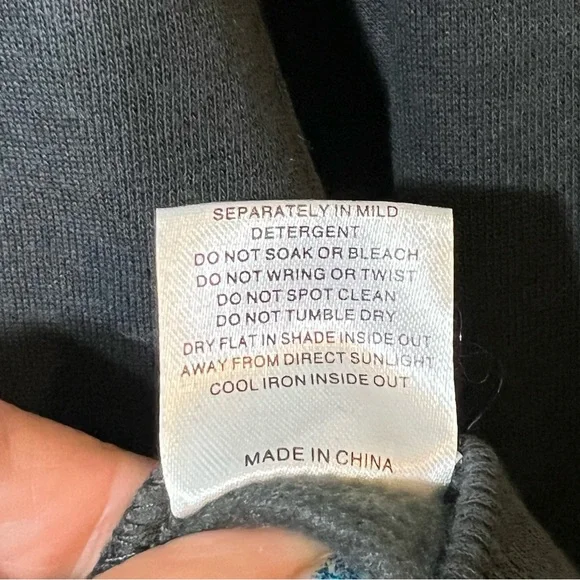 SEPARATELY IN MILD
DETERGENT
DO NOT SOAK OR BLEACH
DO NOT WRING OR TWIST
DO NOT SPOT CLEAN
DO NOT TUMBLE DRY
DRY FLAT IN SHADE INSIDE OUT
AWAY FROM DIRECT SUNLIGHT
COOL IRON INSIDE OUT
MADE IN CHINA